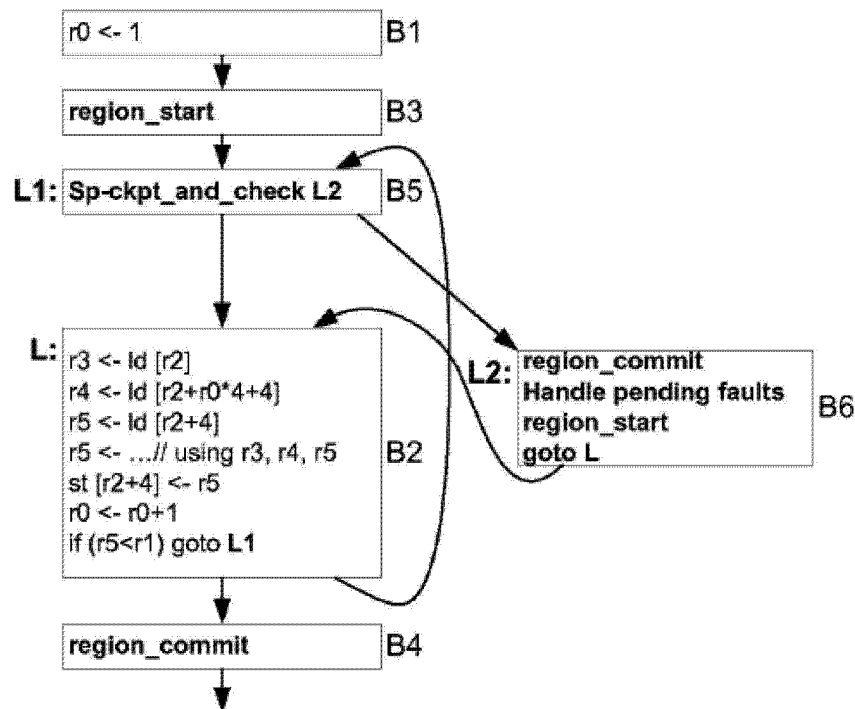 r0 <- 1
B1
region_start
B3
L1:
Sp-ckpt_and_check L2
B5
L:
r3 <- ld [r2]
r4 <- ld [r2+r0*4+4]
r5 <- ld [r2+4]
r5 <- ...// using r3, r4, r5
st [r2+4] <- r5
r0 <- r0+1
if (r5<r1) goto L1
B2
L2:
region_commit
Handle pending faults
region_start
goto L
B6
region_commit
B4